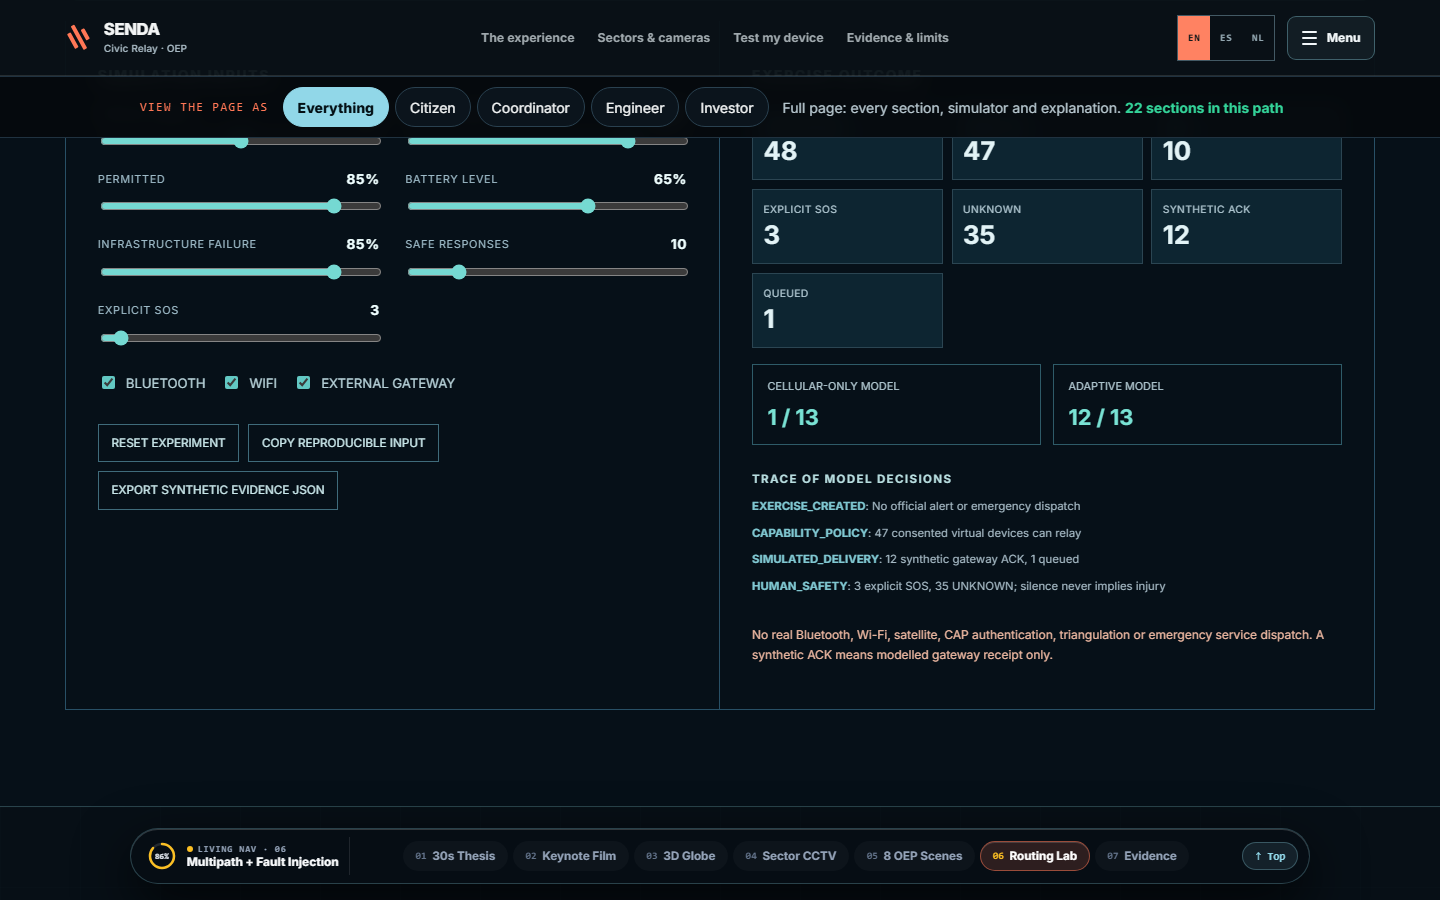 SENDA
Civic Relay · OEP
The experience
Sectors & cameras
Test my device
Evidence & limits
EN
ES
NL
Menu
SIMULATION INPUTS
EXERCISE OUTCOME
VIEW THE PAGE AS
Everything
Citizen
Coordinator
Engineer
Investor
Full page: every section, simulator and explanation. 22 sections in this path
PERMITTED 85%
BATTERY LEVEL 65%
INFRASTRUCTURE FAILURE 85%
SAFE RESPONSES 10
EXPLICIT SOS 3
BLUETOOTH
WIFI
EXTERNAL GATEWAY
RESET EXPERIMENT
COPY REPRODUCIBLE INPUT
EXPORT SYNTHETIC EVIDENCE JSON
48
47
10
EXPLICIT SOS
3
UNKNOWN
35
SYNTHETIC ACK
12
QUEUED
1
CELLULAR-ONLY MODEL
1 / 13
ADAPTIVE MODEL
12 / 13
TRACE OF MODEL DECISIONS
EXERCISE_CREATED: No official alert or emergency dispatch
CAPABILITY_POLICY: 47 consented virtual devices can relay
SIMULATED_DELIVERY: 12 synthetic gateway ACK, 1 queued
HUMAN_SAFETY: 3 explicit SOS, 35 UNKNOWN; silence never implies injury
No real Bluetooth, Wi-Fi, satellite, CAP authentication, triangulation or emergency service dispatch. A
synthetic ACK means modelled gateway receipt only.
86%
LIVING NAV · 06
Multipath + Fault Injection
01 30s Thesis
02 Keynote Film
03 3D Globe
04 Sector CCTV
05 8 OEP Scenes
06 Routing Lab
07 Evidence
↑ Top